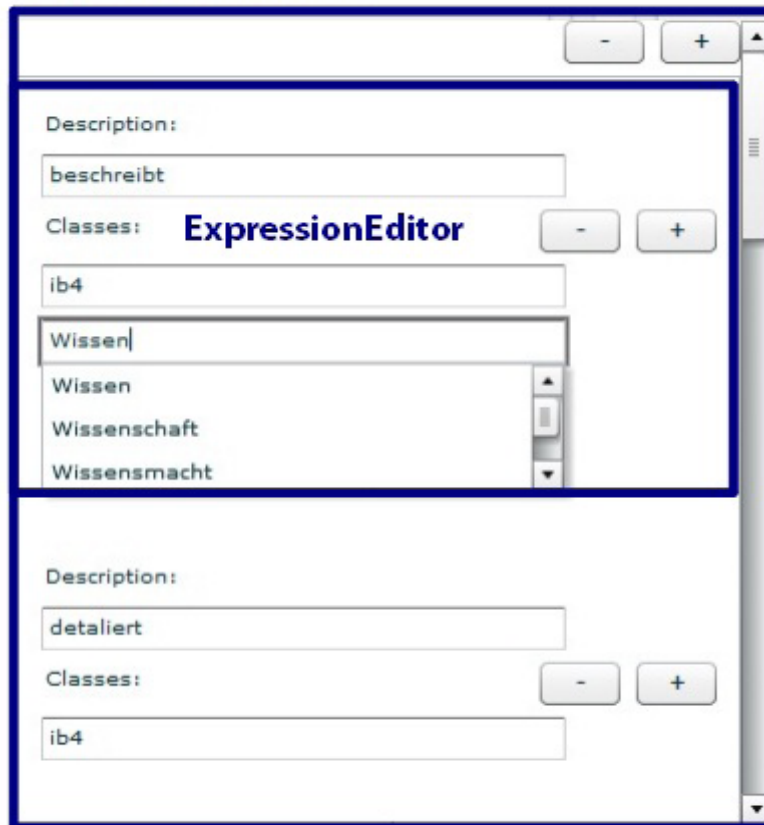 - +
Description:
beschreibt
Classes: ExpressionEditor - +
ib4
Wissen
Wissen
Wissenschaft
Wissensmacht
Description:
detaliert
Classes: - +
ib4